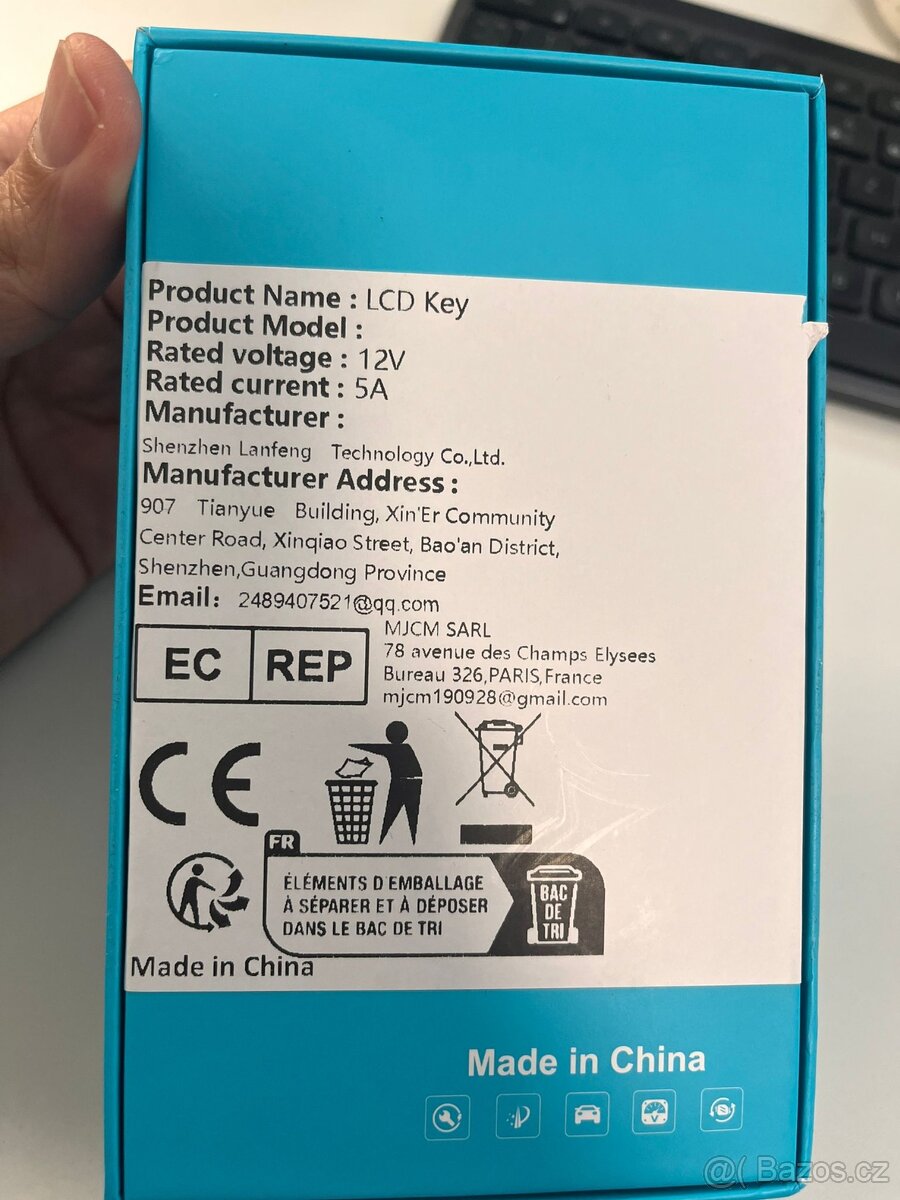 Product Name : LCD Key
Product Model :
Rated voltage : 12V
Rated current : 5A
Manufacturer :
Shenzhen Lanfeng Technology Co.,Ltd.
Manufacturer Address :
907 Tianyue Building, Xin'Er Community
Center Road, Xinqiao Street, Bao'an District,
Shenzhen,Guangdong Province
Email: 2489407521@qq.com
EC REP
MJCM SARL
78 avenue des Champs Elysees
Bureau 326,PARIS,France
mjcm190928@gmail.com
CE
FR
ÉLÉMENTS D'EMBALLAGE
À SÉPARER ET À DÉPOSER
DANS LE BAC DE TRI
BAC
DE
TRI
Made in China
Made in China
@( Bazos.cz